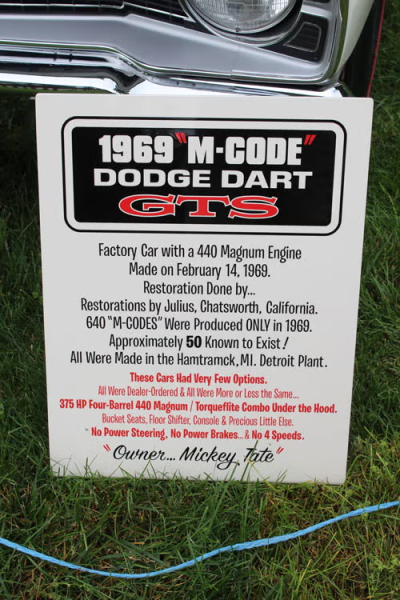 1969 "M-CODE"
DODGE DART
GTS
Factory Car with a 440 Magnum Engine
Made on February 14, 1969.
Restoration Done by...
Restorations by Julius, Chatsworth, California.
640 "M-CODES" Were Produced ONLY in 1969.
Approximately 50 Known to Exist!
All Were Made in the Hamtramck, MI. Detroit Plant.
These Cars Had Very Few Options.
All Were Dealer-Ordered & All Were More or Less the Same...
375 HP Four-Barrel 440 Magnum / Torqueflite Combo Under the Hood.
Bucket Seats, Floor Shifter, Console & Precious Little Else.
" No Power Steering, No Power Brakes... & No 4 Speeds.
"Owner... Mickey Tate"